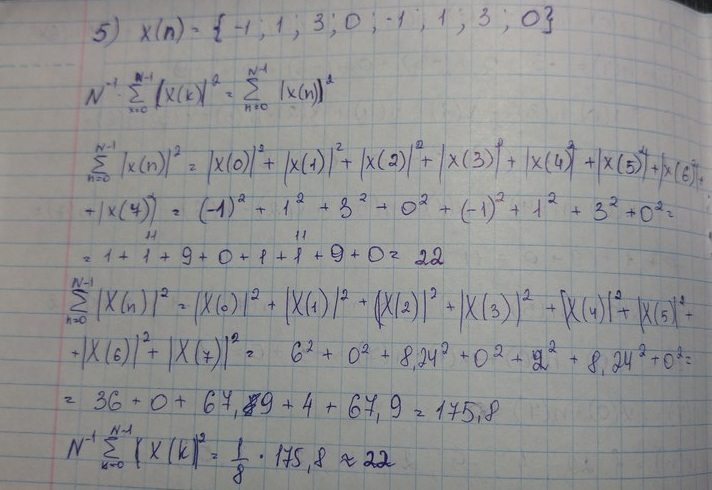 5) x(n) = { -1 ; 1 ; 3 ; 0 ; -1 ; 1 ; 3 ; 0 }
N^-1 · ∑_{k=0}^{N-1} |X(k)|^2 = ∑_{n=0}^{N-1} |x(n)|^2
∑_{n=0}^{N-1} |x(n)|^2 = |x(0)|^2 + |x(1)|^2 + |x(2)|^2 + |x(3)|^2 + |x(4)|^2 + |x(5)|^2 + |x(6)|^2 +
+ |x(7)|^2 = (-1)^2 + 1^2 + 3^2 + 0^2 + (-1)^2 + 1^2 + 3^2 + 0^2 =
= 1 + 1 + 9 + 0 + 1 + 1 + 9 + 0 = 22
∑_{n=0}^{N-1} |X(n)|^2 = |X(0)|^2 + |X(1)|^2 + |X(2)|^2 + |X(3)|^2 + |X(4)|^2 + |X(5)|^2 +
+ |X(6)|^2 + |X(7)|^2 = 6^2 + 0^2 + 8,24^2 + 0^2 + 2^2 + 8,24^2 + 0^2 =
= 36 + 0 + 67,9 + 4 + 67,9 = 175,8
N^-1 ∑_{k=0}^{N-1} |X(k)|^2 = 1/8 · 175,8 ≈ 22